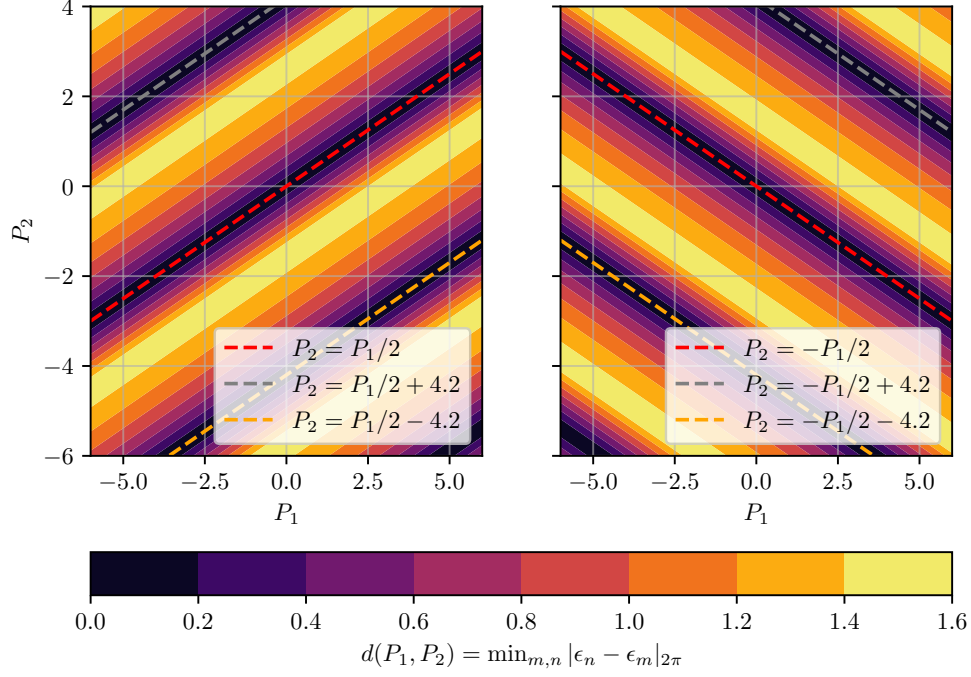 4
2
0
−2
−4
−6
P_2
P_2 = P_1/2
P_2 = P_1/2 + 4.2
P_2 = P_1/2 − 4.2
P_2 = −P_1/2
P_2 = −P_1/2 + 4.2
P_2 = −P_1/2 − 4.2
−5.0 −2.5 0.0 2.5 5.0
P_1
−5.0 −2.5 0.0 2.5 5.0
P_1
0.0 0.2 0.4 0.6 0.8 1.0 1.2 1.4 1.6
d(P_1, P_2) = min_{m,n} |ϵ_n − ϵ_m|_{2π}